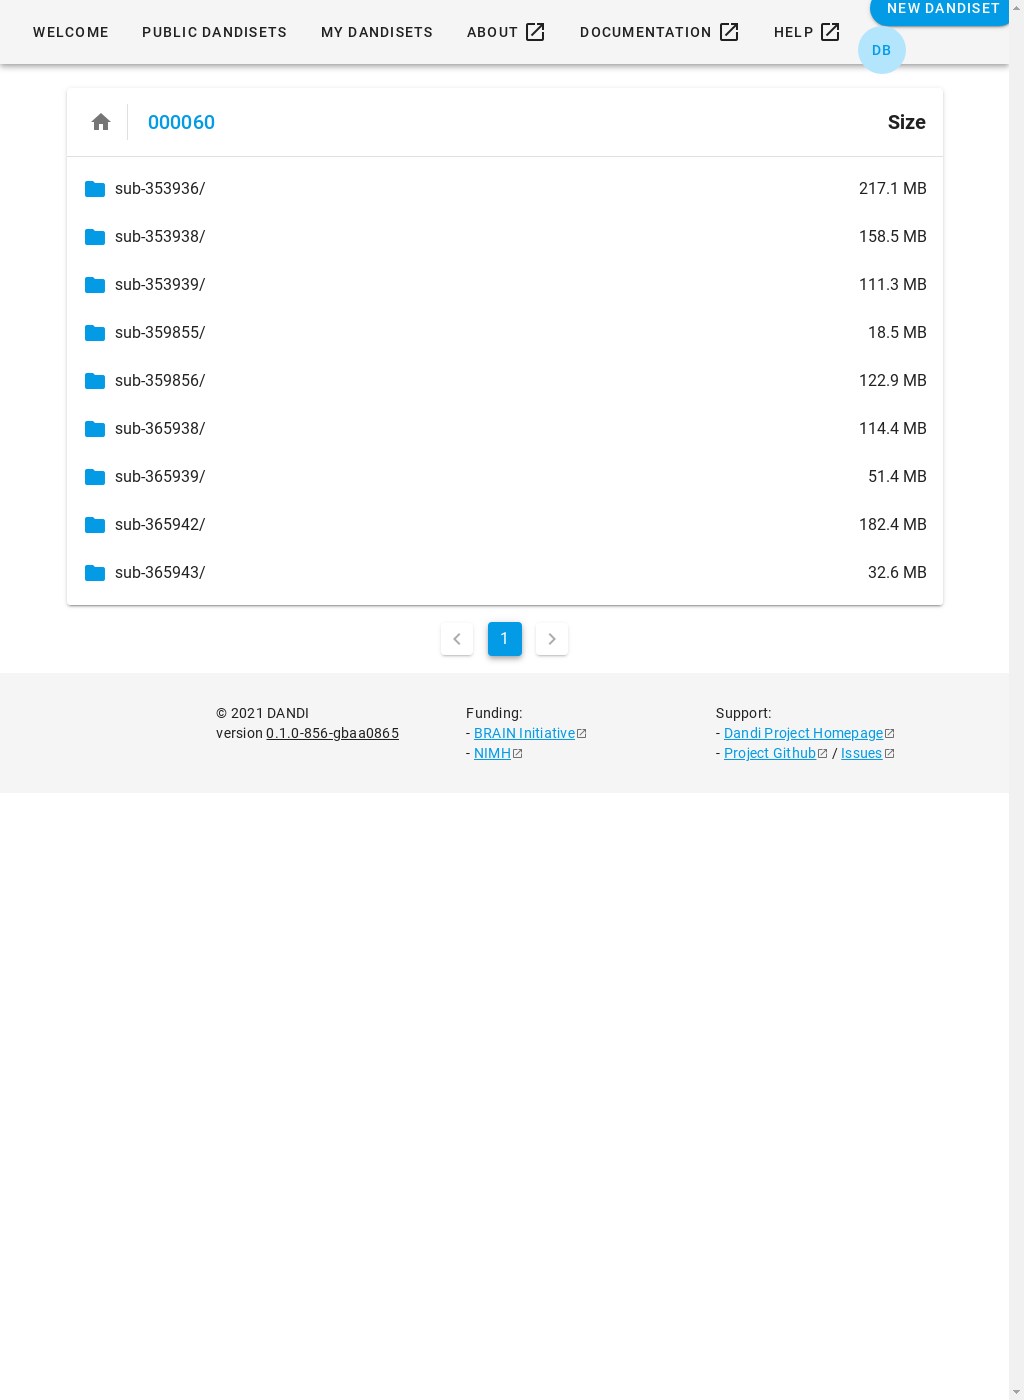 NEW DANDISET
WELCOME PUBLIC DANDISETS MY DANDISETS ABOUT DOCUMENTATION HELP
DB
000060 Size
sub-353936/ 217.1 MB
sub-353938/ 158.5 MB
sub-353939/ 111.3 MB
sub-359855/ 18.5 MB
sub-359856/ 122.9 MB
sub-365938/ 114.4 MB
sub-365939/ 51.4 MB
sub-365942/ 182.4 MB
sub-365943/ 32.6 MB
1
© 2021 DANDI
version 0.1.0-856-gbaa0865
Funding:
- BRAIN Initiative
- NIMH
Support:
- Dandi Project Homepage
- Project Github / Issues